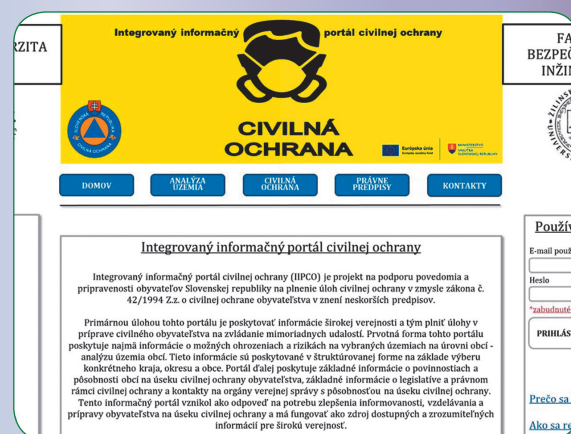 RZITA
Integrovaný informačný portál civilnej ochrany
CIVILNÁ
OCHRANA
Európska únia
FA
BEZPEČ
INŽIN
DOMOV
ANALÝZA
ÚZEMIA
CIVILNÁ
OCHRANA
PRÁVNE
PREDPISY
KONTAKTY
Integrovaný informačný portál civilnej ochrany
Integrovaný informačný portál civilnej ochrany (IIPCO) je projekt na podporu povedomia a
pripravenosti obyvateľov Slovenskej republiky na plnenie úloh civilnej ochrany v zmysle zákona č.
42/1994 Z.z. o civilnej ochrane obyvateľstva v znení neskorších predpisov.
Primárnou úlohou tohto portálu je poskytovať informácie širokej verejnosti a tým plniť úlohy v
príprave civilného obyvateľstva na zvládanie mimoriadnych udalostí. Prvotná forma tohto portálu
poskytuje najmä informácie o možných ohrozeniach a rizikách na vybraných územiach na úrovni obcí -
analýzu územia obcí. Tieto informácie sú poskytované v štruktúrovanej forme na základe výberu
konkrétneho kraja, okresu a obce. Portál ďalej poskytuje základné informácie o povinnostiach a
pôsobnosti obcí na úseku civilnej ochrany obyvateľstva, základné informácie o legislatíve a právnom
rámci civilnej ochrany a kontakty na orgány verejnej správy s pôsobnosťou na úseku civilnej ochrany.
Tento informačný portál vznikol ako odpoveď na potrebu zlepšenia informovanosti, vzdelávania a
prípravy obyvateľstva na úseku civilnej ochrany a má fungovať ako zdroj dostupných a zrozumiteľných
informácií pre širokú verejnosť.
Použív
E-mail použí
Heslo
*zabudnuté
PRIHLÁS
Prečo sa
Ako sa re